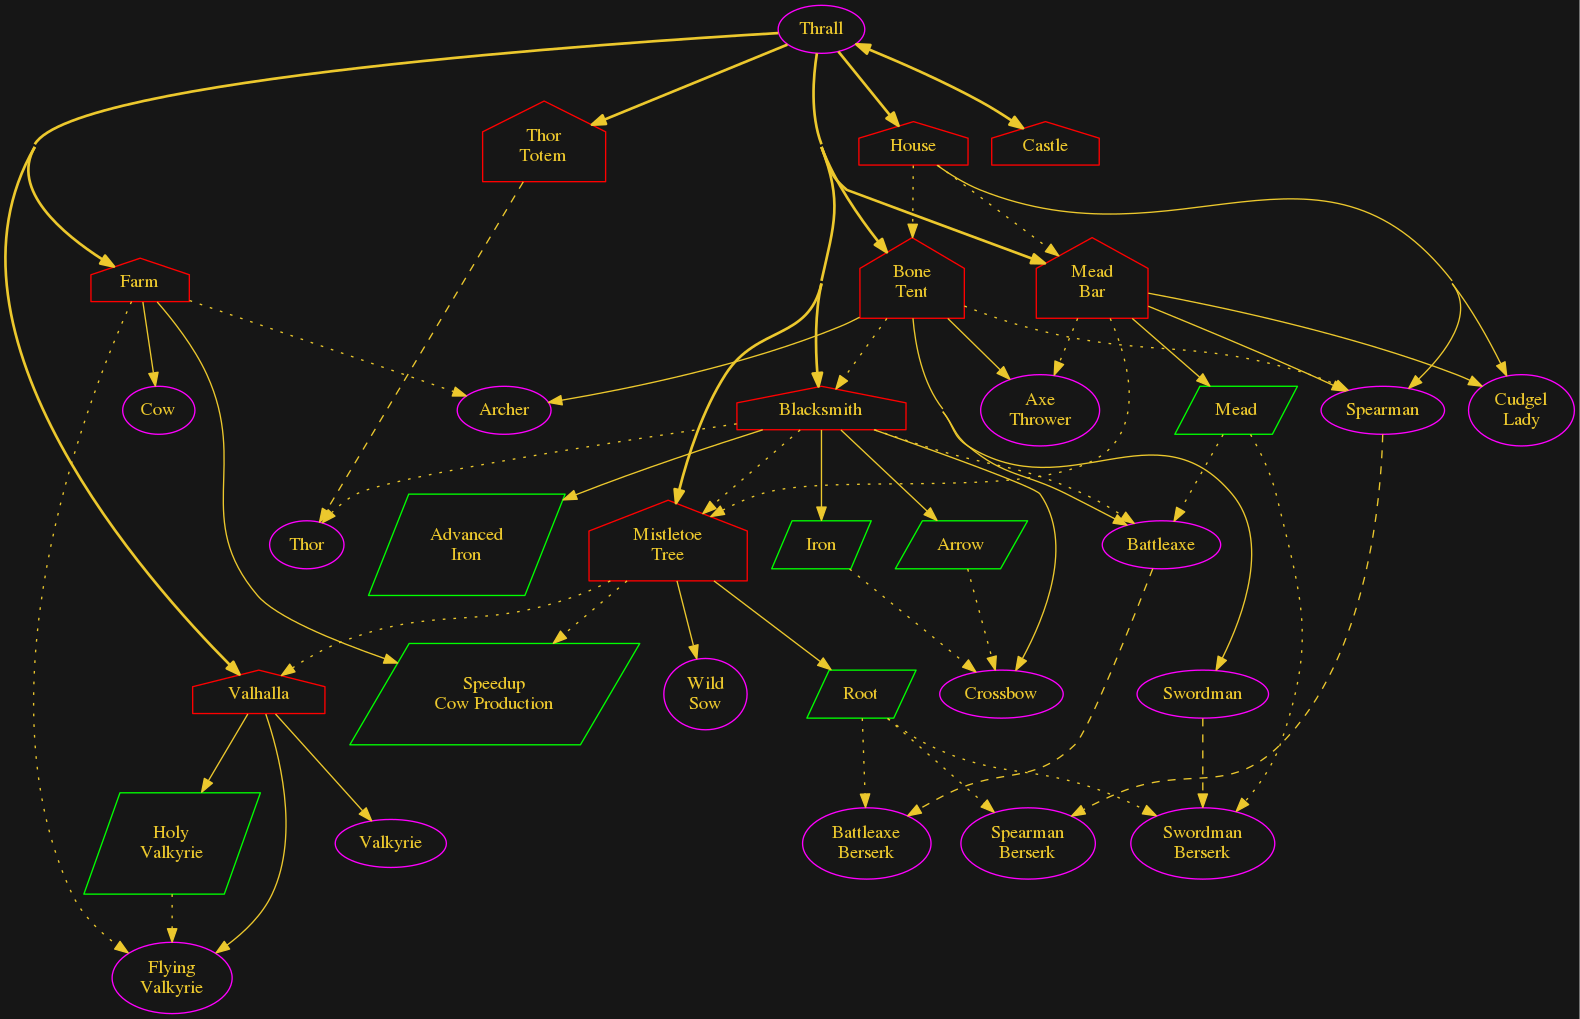 Thrall
Thor
Totem
House
Castle
Farm
Bone
Tent
Mead
Bar
Cow
Archer
Blacksmith
Axe
Thrower
Mead
Spearman
Cudgel
Lady
Thor
Advanced
Iron
Mistletoe
Tree
Iron
Arrow
Battleaxe
Valhalla
Speedup
Cow Production
Wild
Sow
Root
Crossbow
Swordman
Holy
Valkyrie
Valkyrie
Battleaxe
Berserk
Spearman
Berserk
Swordman
Berserk
Flying
Valkyrie